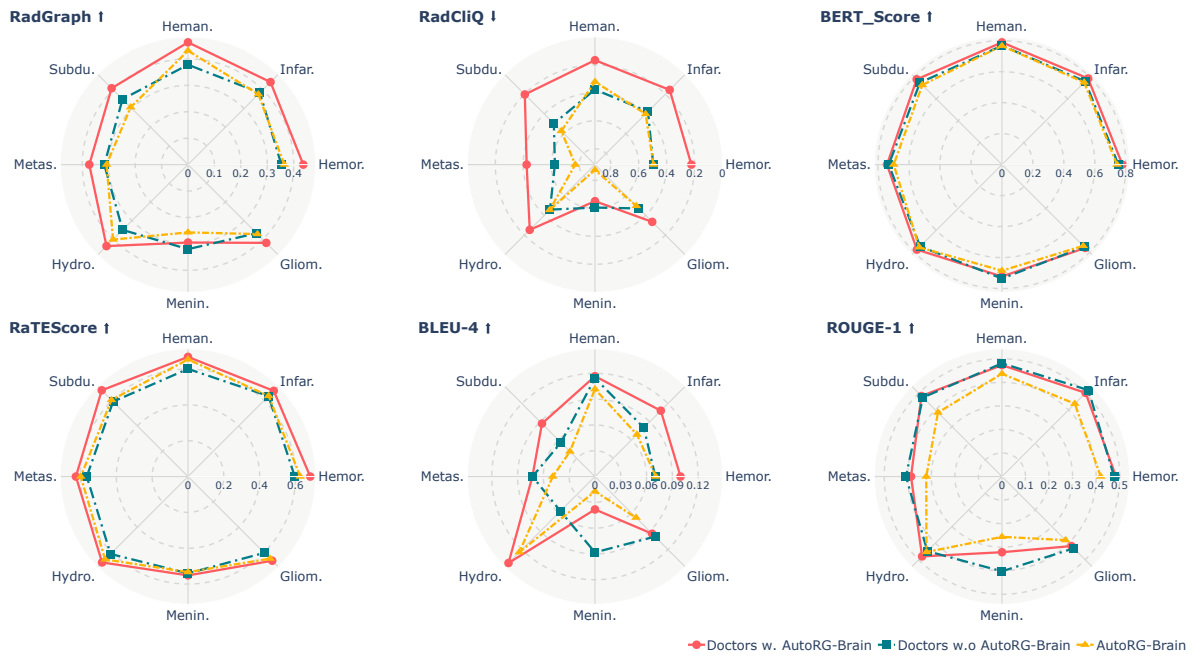 RadGraph ⬆
Heman.
Subdu.
Infar.
Metas.
0 0.2 0.3 0.4
Hemor.
Hydro.
Gliom.
Menin.
RadCliQ ⬇
Heman.
Subdu.
Infar.
Metas.
0.8 0.6 0.4 0.2 0
Hemor.
Hydro.
Gliom.
Menin.
BERT_Score ⬆
Heman.
Subdu.
Infar.
Metas.
0 0.2 0.4 0.6 0.8
Hemor.
Hydro.
Gliom.
Menin.
RaTEScore ⬆
Heman.
Subdu.
Infar.
Metas.
0 0.2 0.4 0.6
Hemor.
Hydro.
Gliom.
Menin.
BLEU-4 ⬆
Heman.
Subdu.
Infar.
Metas.
0 0.03 0.06 0.09 0.12
Hemor.
Hydro.
Gliom.
Menin.
ROUGE-1 ⬆
Heman.
Subdu.
Infar.
Metas.
0 0.1 0.2 0.3 0.4 0.5
Hemor.
Hydro.
Gliom.
Menin.
Doctors w. AutoRG-Brain Doctors w.o AutoRG-Brain AutoRG-Brain